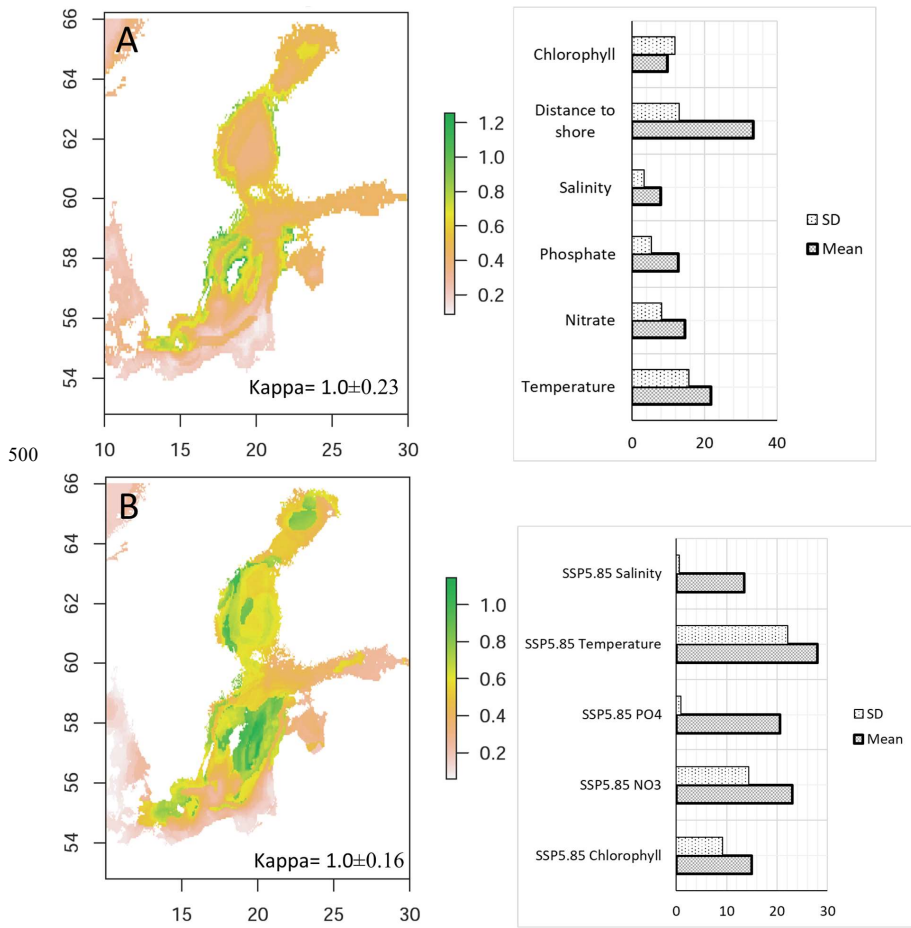 A
66
64
62
60
58
56
54
10 15 20 25 30
1.2
1.0
0.8
0.6
0.4
0.2
Kappa= 1.0±0.23
Chlorophyll
Distance to
shore
Salinity
Phosphate
Nitrate
Temperature
0 20 40
SD
Mean
500
B
66
64
62
60
58
56
54
15 20 25 30
1.0
0.8
0.6
0.4
0.2
Kappa= 1.0±0.16
SSP5.85 Salinity
SSP5.85 Temperature
SSP5.85 PO4
SSP5.85 NO3
SSP5.85 Chlorophyll
0 10 20 30
SD
Mean